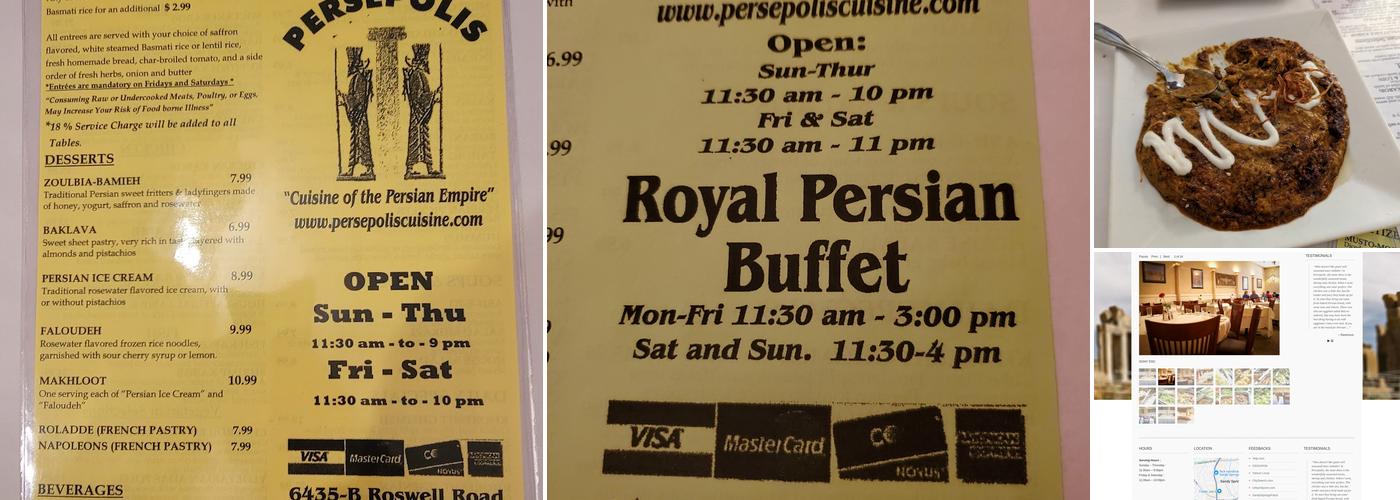 Basmati rice for an additional $ 2.99
All entrees are served with your choice of saffron
flavored, white steamed Basmati rice or lentil rice,
fresh homemade bread, char-broiled tomato, and a side
order of fresh herbs, onion and butter
*Entrées are mandatory on Fridays and Saturdays *
"Consuming Raw or Undercooked Meats, Poultry, or Eggs,
May Increase Your Risk of Food borne Illness"
*18 % Service Charge will be added to all
Tables.
DESSERTS
ZOULBIA-BAMIEH 7.99
Traditional Persian sweet fritters & ladyfingers made
of honey, yogurt, saffron and rosewater
BAKLAVA 6.99
Sweet sheet pastry, very rich in taste, layered with
almonds and pistachios
PERSIAN ICE CREAM 8.99
Traditional rosewater flavored ice cream, with
or without pistachios
FALOUDEH 9.99
Rosewater flavored frozen rice noodles,
garnished with sour cherry syrup or lemon.
MAKHLOOT 10.99
One serving each of "Persian Ice Cream" and
"Faloudeh"
ROLADDE (FRENCH PASTRY) 7.99
NAPOLEONS (FRENCH PASTRY) 7.99
BEVERAGES
PERSEPOLIS
"Cuisine of the Persian Empire"
www.persepoliscuisine.com
OPEN
Sun - Thu
11:30 am - to - 9 pm
Fri - Sat
11:30 am - to - 10 pm
VISA MasterCard NOVUS
6435-B Roswell Road
with
6.99
.99
99
www.persepoliscuisine.com
Open:
Sun-Thur
11:30 am - 10 pm
Fri & Sat
11:30 am - 11 pm
Royal Persian
Buffet
Mon-Fri 11:30 am - 3:00 pm
Sat and Sun. 11:30-4 pm
VISA MasterCard NOVUS
MUSTO-MO
TESTIMONIALS
HOURS
LOCATION
FEEDBACKS
TESTIMONIALS